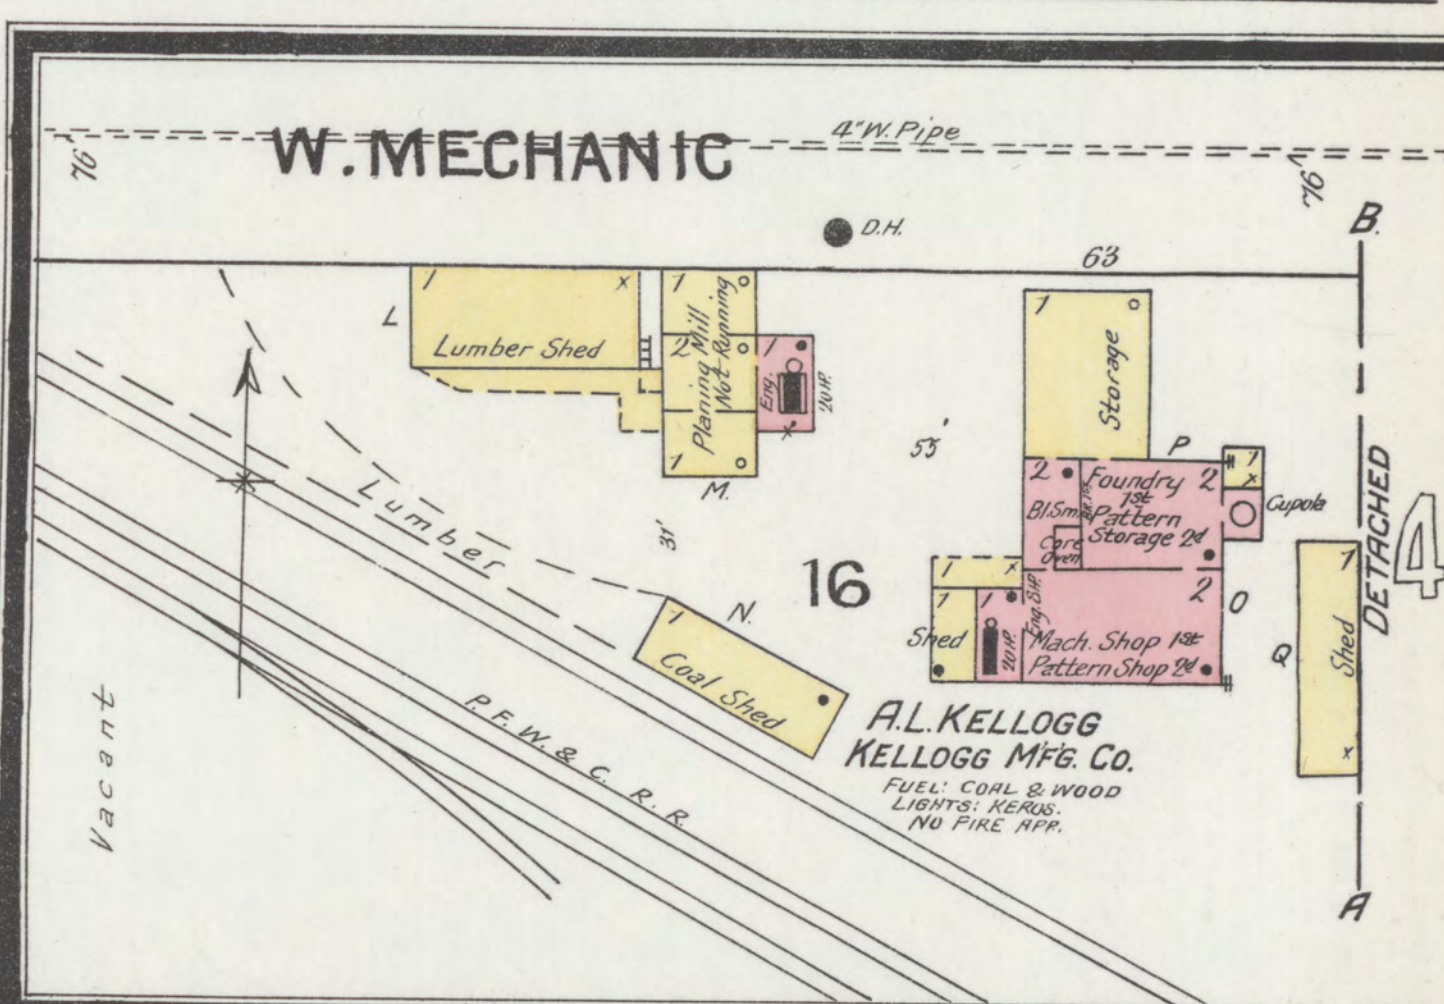 4" W. Pipe
W. MECHANIC
76'
76'
B.
D.H.
63
1
x
L
Lumber Shed
1
2
1
Planing Mill
Not Running
M.
1
Eng.
20 H.P.
x
1
Storage
55'
P
2
Foundry 2
1st
Pattern
Storage 2d
Bl. Sm.
Core
Oven
1
x
Cupola
DETACHED
4
Lumber
31'
16
1
x
1
Shed
1
20 H.P.
Eng. 8 H.P.
2
O
Mach. Shop 1st
Pattern Shop 2d
Q
1
Shed
x
1
N.
Coal Shed
A.L. KELLOGG
KELLOGG M'F'G. CO.
FUEL: COAL & WOOD
LIGHTS: KEROS.
NO FIRE APP.
P. F. W. & C. R. R.
Vacant
A